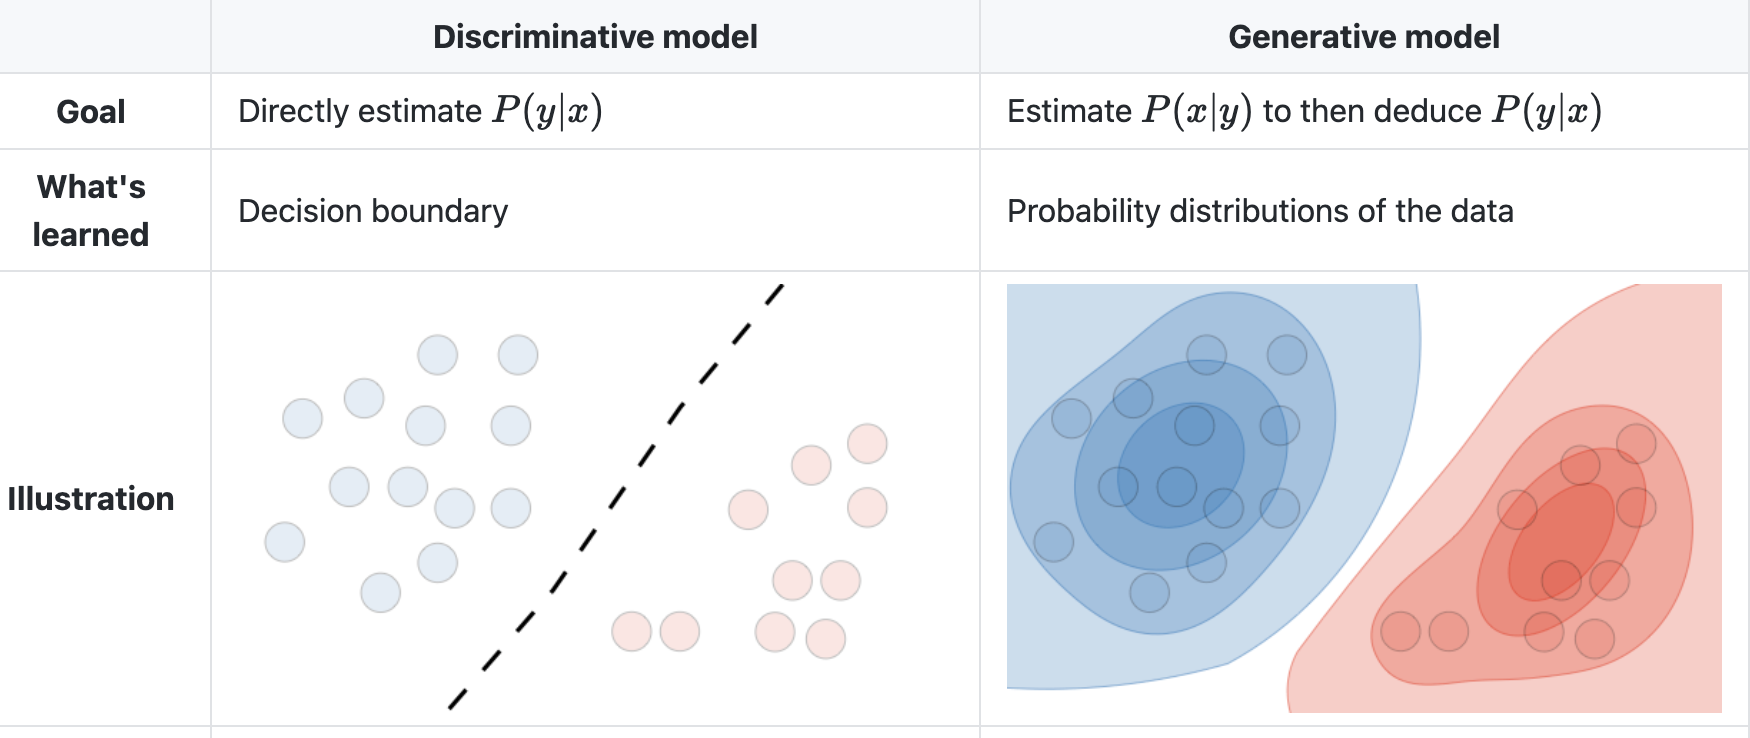 Discriminative model
Generative model
Goal
Directly estimate P(y|x)
Estimate P(x|y) to then deduce P(y|x)
What's
learned
Decision boundary
Probability distributions of the data
Illustration